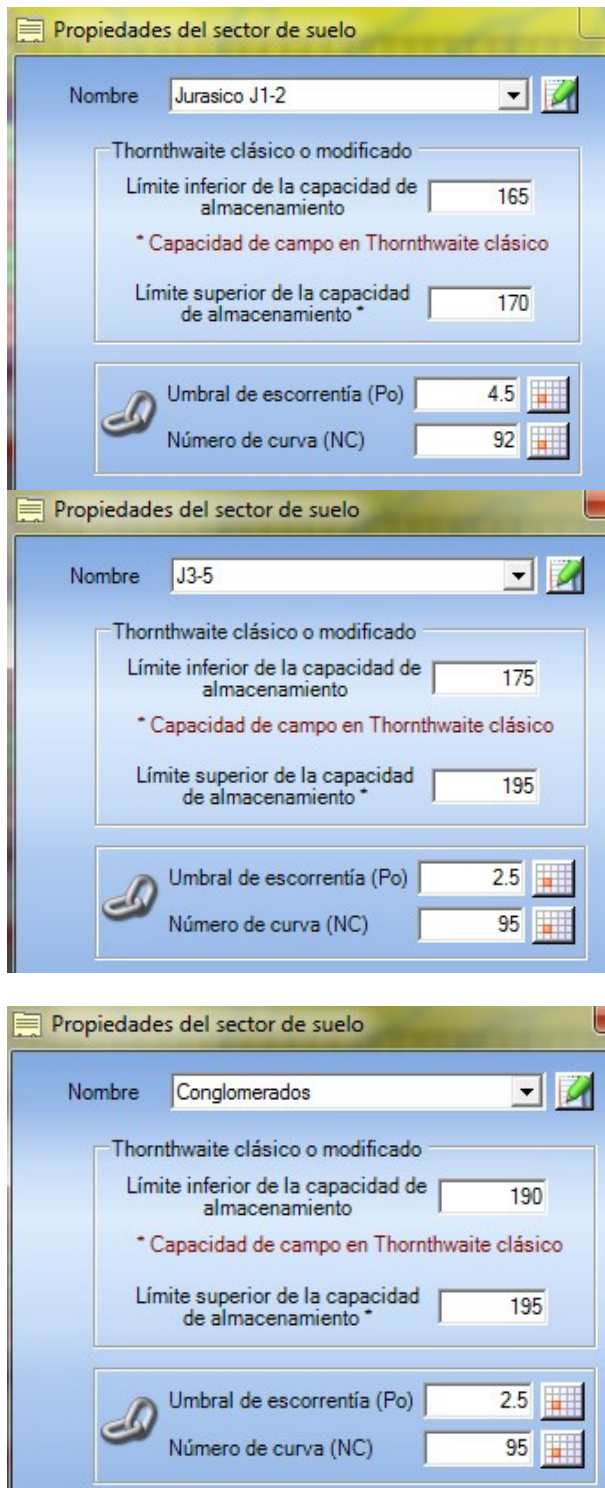 Propiedades del sector de suelo
Nombre Jurasico J1-2
Thornthwaite clásico o modificado
Límite inferior de la capacidad de
almacenamiento
165
* Capacidad de campo en Thornthwaite clásico
Límite superior de la capacidad
de almacenamiento *
170
Umbral de escorrentía (Po) 4.5
Número de curva (NC) 92
Propiedades del sector de suelo
Nombre J3-5
Thornthwaite clásico o modificado
Límite inferior de la capacidad de
almacenamiento
175
* Capacidad de campo en Thornthwaite clásico
Límite superior de la capacidad
de almacenamiento *
195
Umbral de escorrentía (Po) 2.5
Número de curva (NC) 95
Propiedades del sector de suelo
Nombre Conglomerados
Thornthwaite clásico o modificado
Límite inferior de la capacidad de
almacenamiento
190
* Capacidad de campo en Thornthwaite clásico
Límite superior de la capacidad
de almacenamiento *
195
Umbral de escorrentía (Po) 2.5
Número de curva (NC) 95